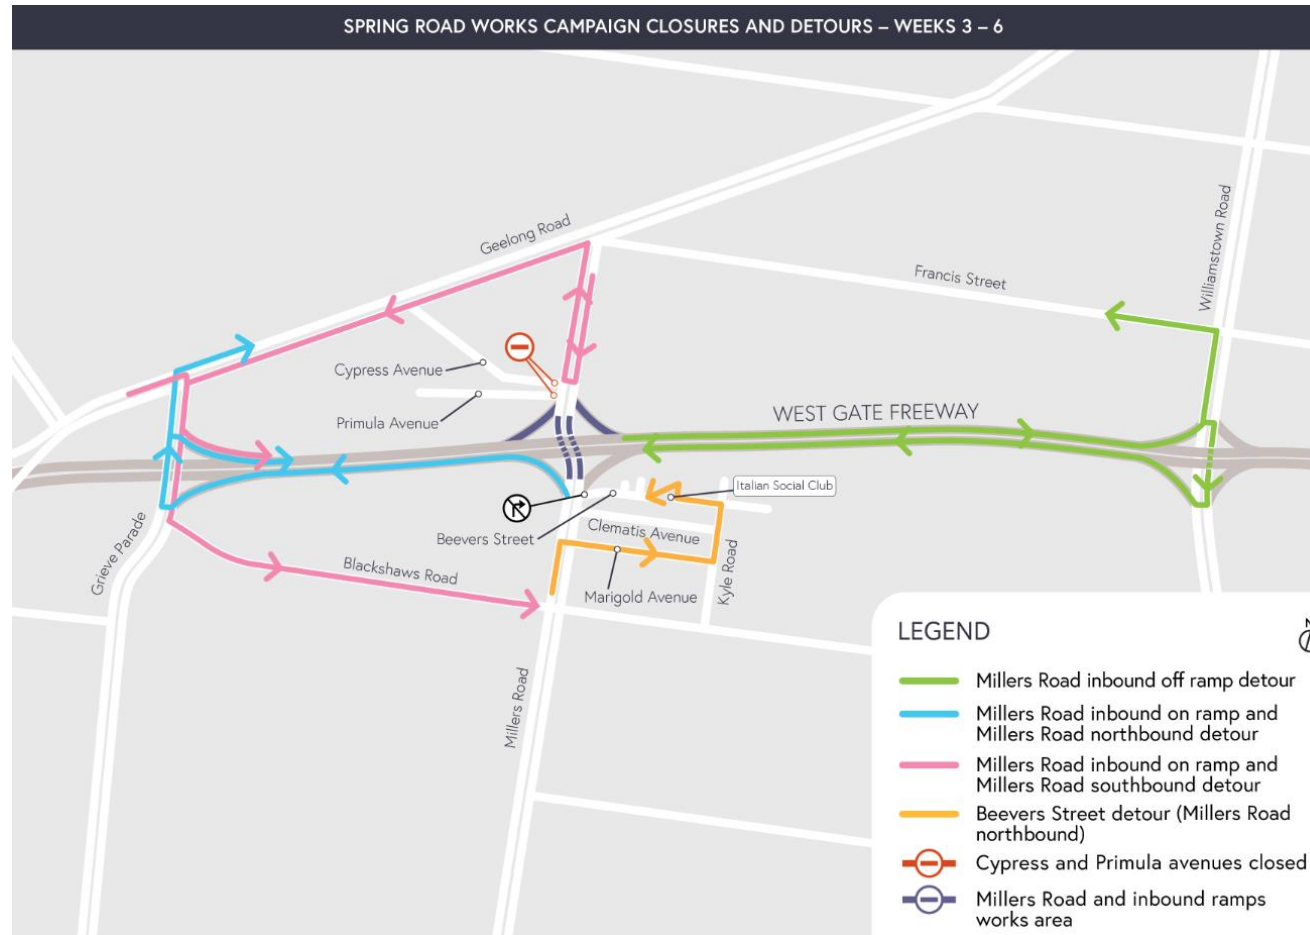 SPRING ROAD WORKS CAMPAIGN CLOSURES AND DETOURS – WEEKS 3 – 6
Geelong Road
Williamstown Road
Francis Street
Cypress Avenue
Primula Avenue
WEST GATE FREEWAY
Italian Social Club
Beevers Street
Clematis Avenue
Grieve Parade
Blackshaws Road
Marigold Avenue
Kyle Road
Millers Road
LEGEND
Millers Road inbound off ramp detour
Millers Road inbound on ramp and
Millers Road northbound detour
Millers Road inbound on ramp and
Millers Road southbound detour
Beevers Street detour (Millers Road
northbound)
Cypress and Primula avenues closed
Millers Road and inbound ramps
works area